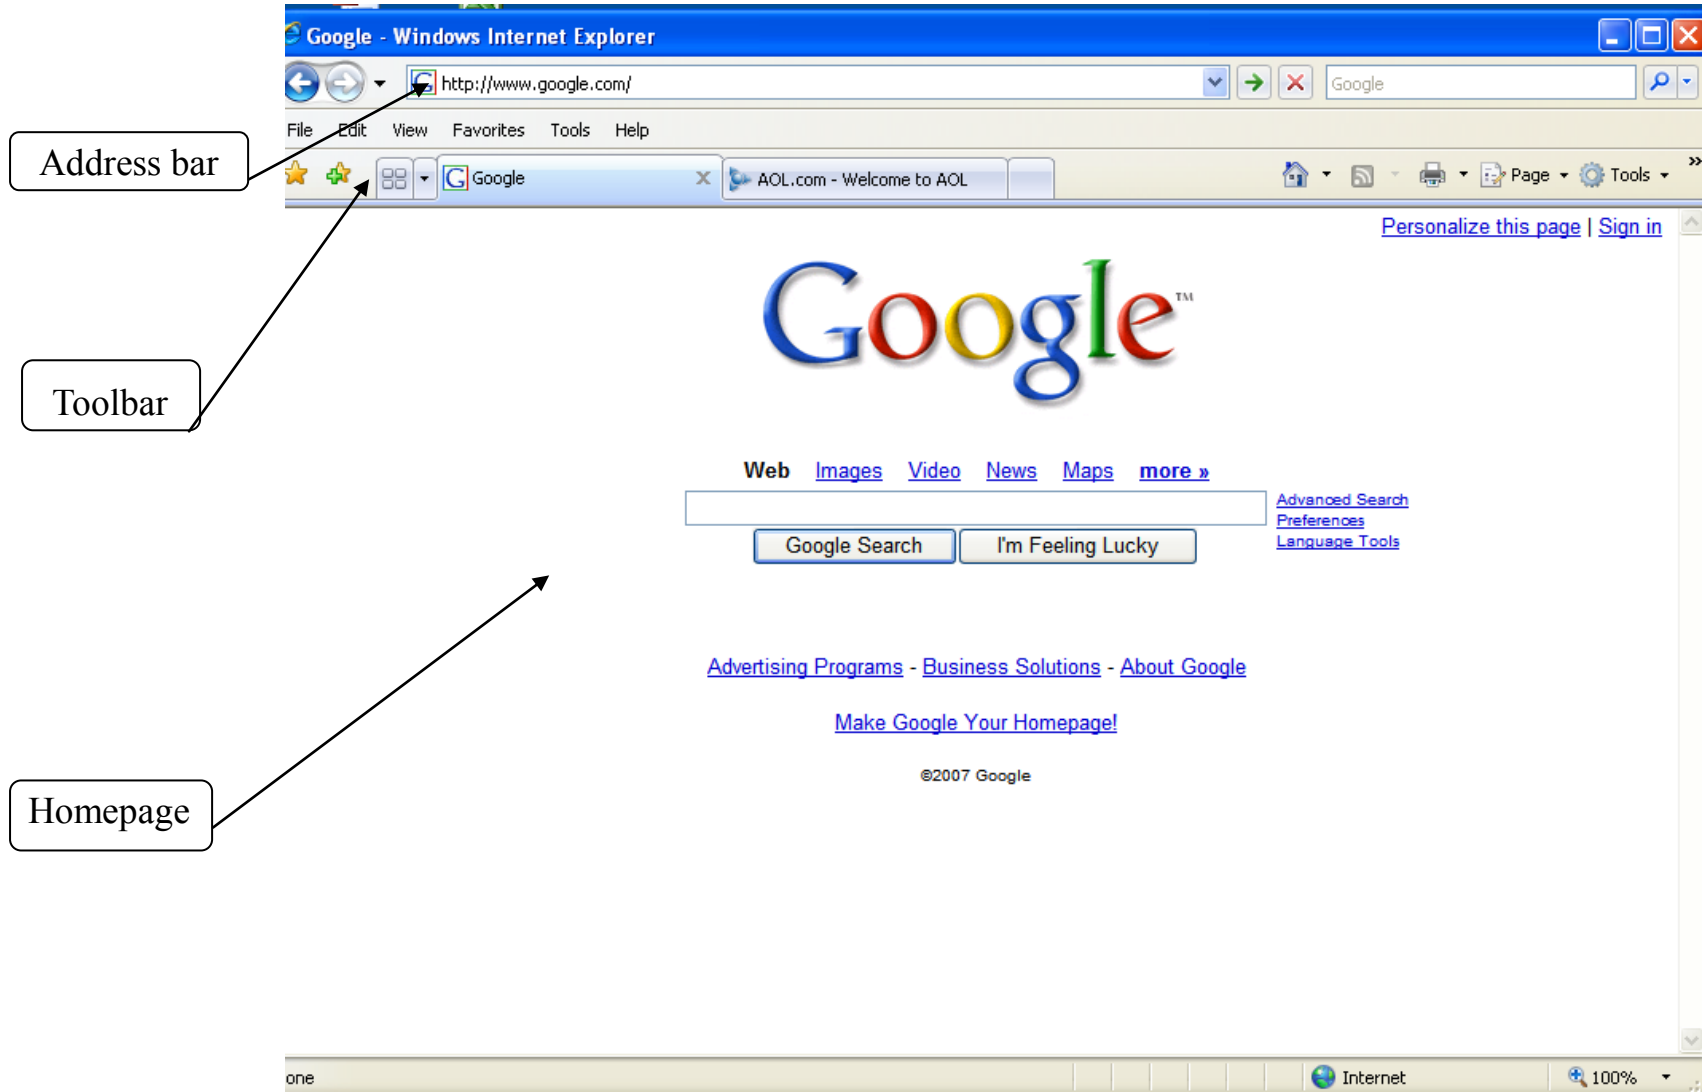 Google - Windows Internet Explorer
http://www.google.com/
Google
File Edit View Favorites Tools Help
Address bar
Google
AOL.com - Welcome to AOL
Page
Tools
Personalize this page | Sign in
Google™
Toolbar
Web Images Video News Maps more »
Advanced Search
Preferences
Language Tools
Google Search
I'm Feeling Lucky
Advertising Programs - Business Solutions - About Google
Make Google Your Homepage!
©2007 Google
Homepage
one
Internet
100%